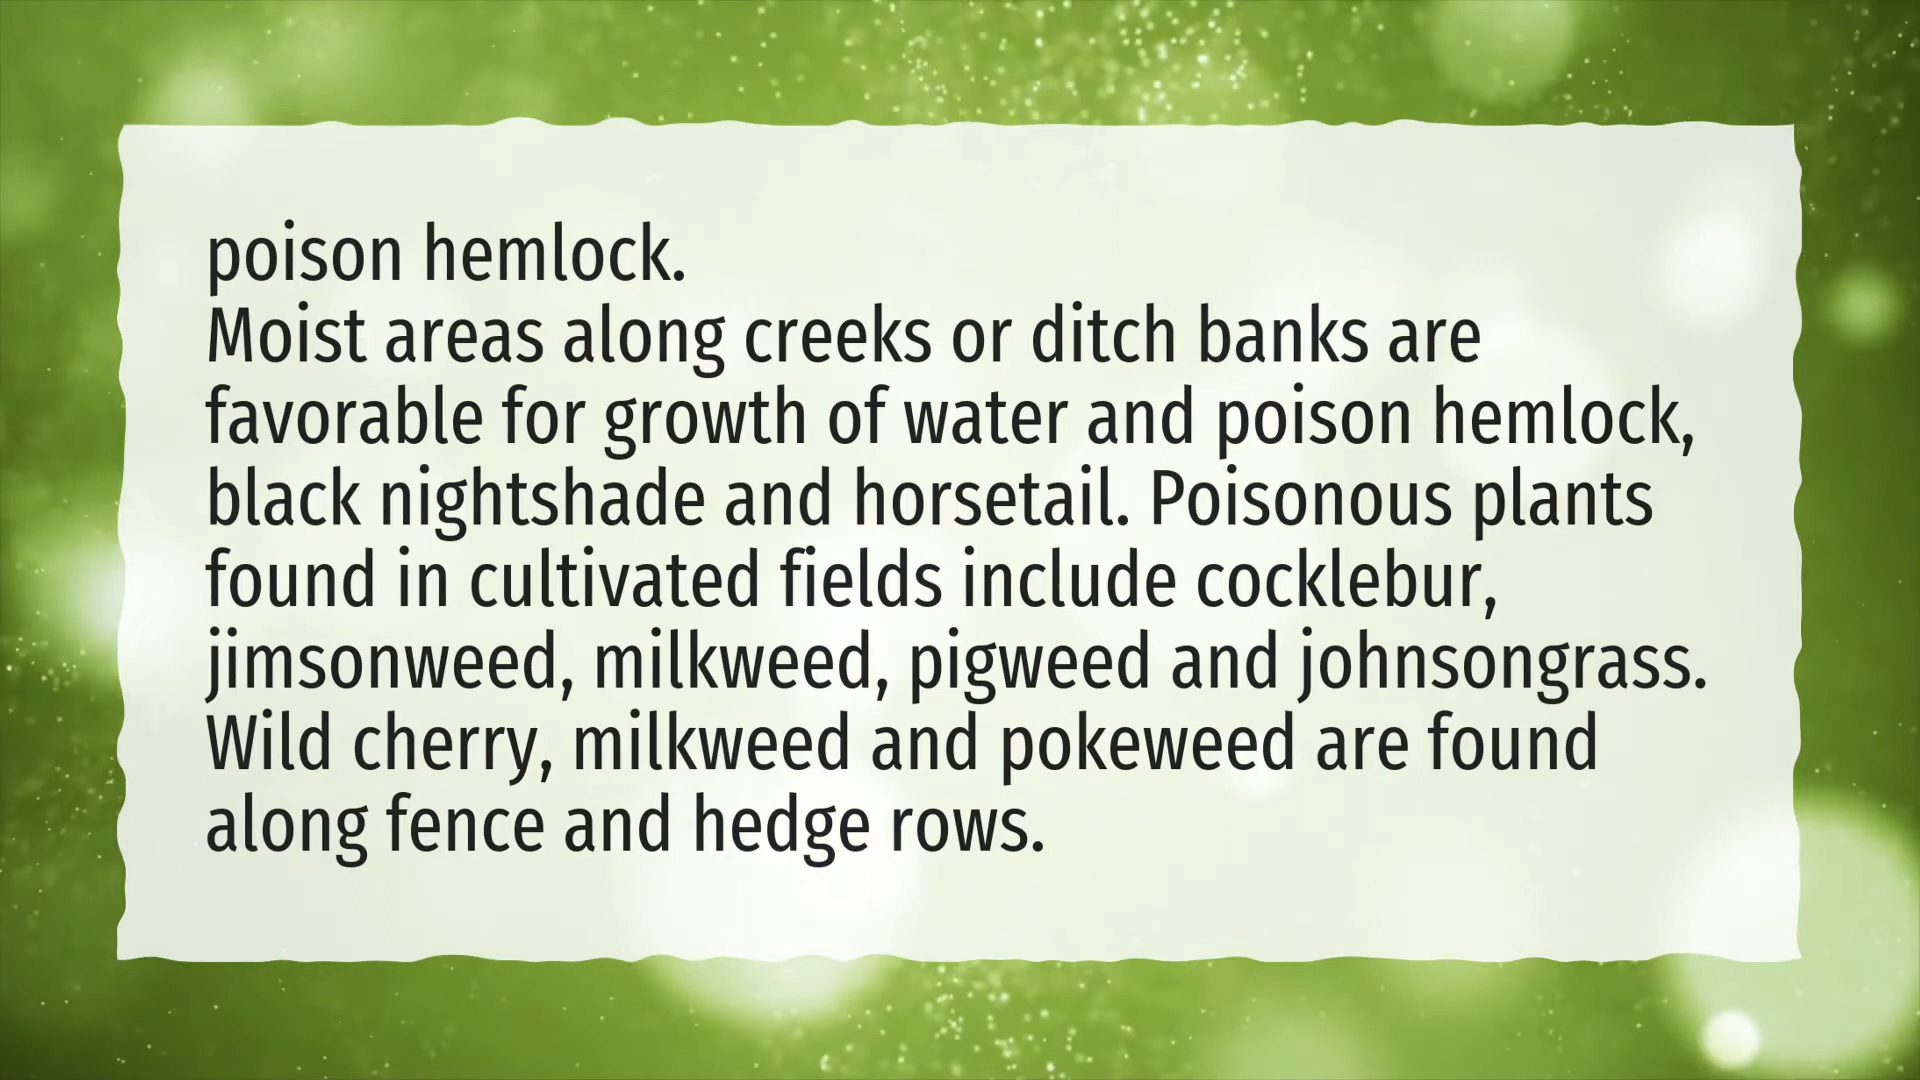 poison hemlock.
Moist areas along creeks or ditch banks are
favorable for growth of water and poison hemlock,
black nightshade and horsetail. Poisonous plants
found in cultivated fields include cocklebur,
jimsonweed, milkweed, pigweed and johnsongrass.
Wild cherry, milkweed and pokeweed are found
along fence and hedge rows.